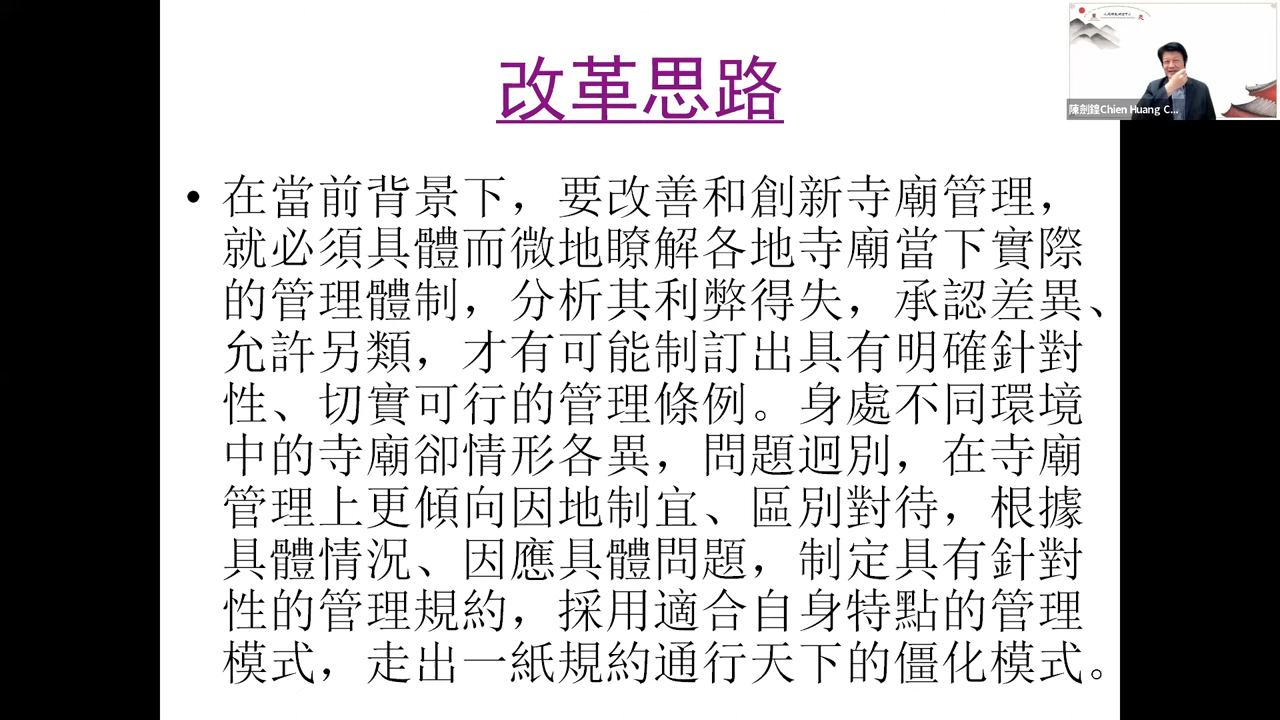 改革思路
• 在當前背景下，要改善和創新寺廟管理，
就必須具體而微地瞭解各地寺廟當下實際
的管理體制，分析其利弊得失，承認差異、
允許另類，才有可能制訂出具有明確針對
性、切實可行的管理條例。身處不同環境
中的寺廟卻情形各異，問題迥別，在寺廟
管理上更傾向因地制宜、區別對待，根據
具體情況、因應具體問題，制定具有針對
性的管理規約，採用適合自身特點的管理
模式，走出一紙規約通行天下的僵化模式。
陳劍鍠Chien Huang C...